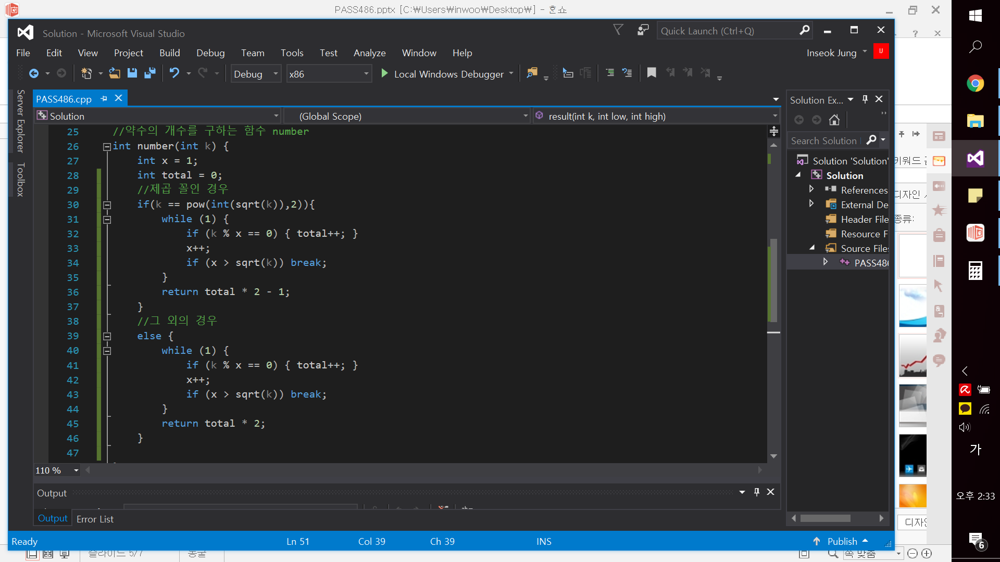 PASS486.pptx [C:₩Users₩inwoo₩Desktop₩] - 흔쇼
Solution - Microsoft Visual Studio
Quick Launch (Ctrl+Q)
File Edit View Project Build Debug Team Tools Test Analyze Window Help
Inseok Jung
IJ
Debug
x86
Local Windows Debugger
Server Explorer
Toolbox
PASS486.cpp
Solution
(Global Scope)
result(int k, int low, int high)
25 //약수의 개수를 구하는 함수 number
26 int number(int k) {
27 int x = 1;
28 int total = 0;
29 //제곱 꼴인 경우
30 if(k == pow(int(sqrt(k)),2)){
31 while (1) {
32 if (k % x == 0) { total++; }
33 x++;
34 if (x > sqrt(k)) break;
35 }
36 return total * 2 - 1;
37 }
38 //그 외의 경우
39 else {
40 while (1) {
41 if (k % x == 0) { total++; }
42 x++;
43 if (x > sqrt(k)) break;
44 }
45 return total * 2;
46 }
47
110 %
Output
Output Error List
Solution Ex...
Search Solution
Solution 'Solution'
Solution
References
External De
Header File
Resource F
Source File
PASS486
키워드
디자인
종류:
디자인
가
오후 2:33
6
Ready
Ln 51
Col 39
Ch 39
INS
Publish
슬라이드 5/7
동굴
쪽 맞춤